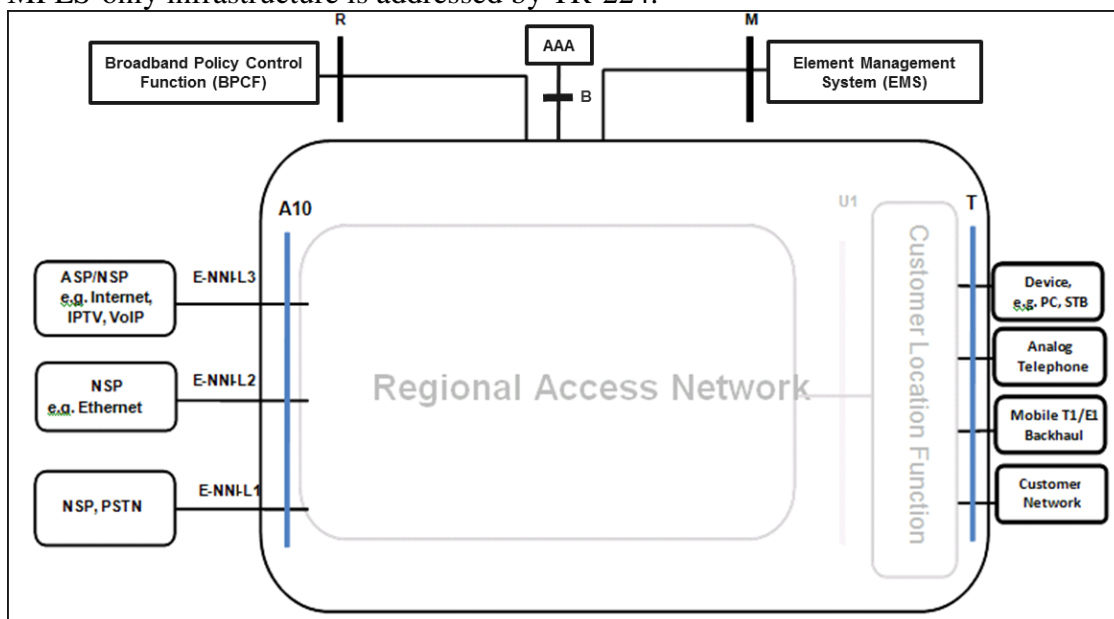 MPLS-only infrastructure is addressed by TR-224.
R
M
AAA
Broadband Policy Control
Function (BPCF)
Element Management
System (EMS)
B
A10
U1
T
ASP/NSP
e.g. Internet,
IPTV, VoIP
E-NNI-L3
NSP
e.g. Ethernet
E-NNI-L2
NSP, PSTN
E-NNI-L1
Regional Access Network
Customer Location Function
Device,
e.g. PC, STB
Analog
Telephone
Mobile T1/E1
Backhaul
Customer
Network